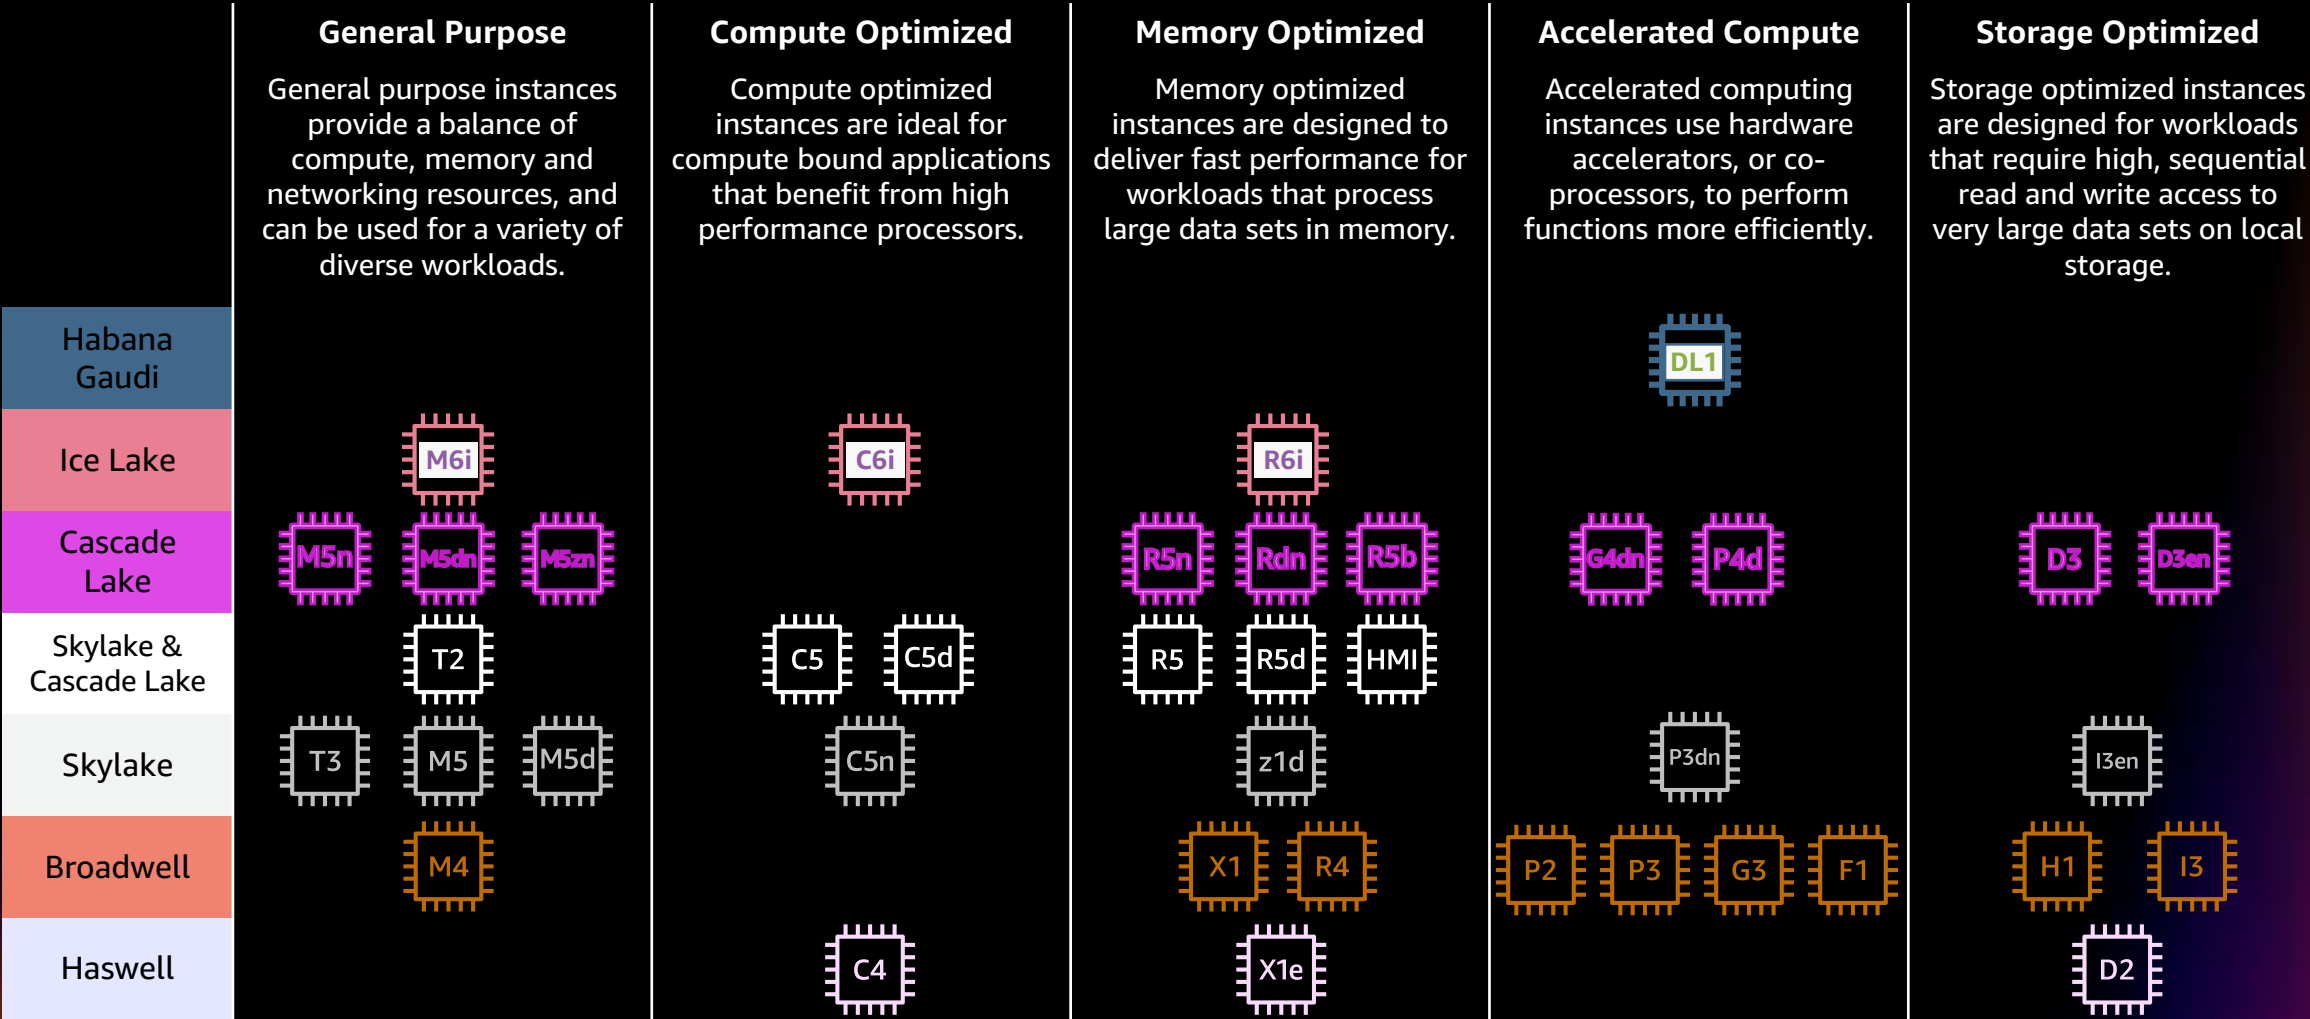 General Purpose
General purpose instances
provide a balance of
compute, memory and
networking resources, and
can be used for a variety of
diverse workloads.
Compute Optimized
Compute optimized
instances are ideal for
compute bound applications
that benefit from high
performance processors.
Memory Optimized
Memory optimized
instances are designed to
deliver fast performance for
workloads that process
large data sets in memory.
Accelerated Compute
Accelerated computing
instances use hardware
accelerators, or co-
processors, to perform
functions more efficiently.
Storage Optimized
Storage optimized instances
are designed for workloads
that require high, sequential
read and write access to
very large data sets on local
storage.
Habana
Gaudi
DL1
Ice Lake
M6i
C6i
R6i
Cascade
Lake
M5n
M5dn
M5zn
R5n
Rdn
R5b
G4dn
P4d
D3
D3en
Skylake &
Cascade Lake
T2
C5
C5d
R5
R5d
HMI
Skylake
T3
M5
M5d
C5n
z1d
P3dn
I3en
Broadwell
M4
X1
R4
P2
P3
G3
F1
H1
I3
Haswell
C4
X1e
D2